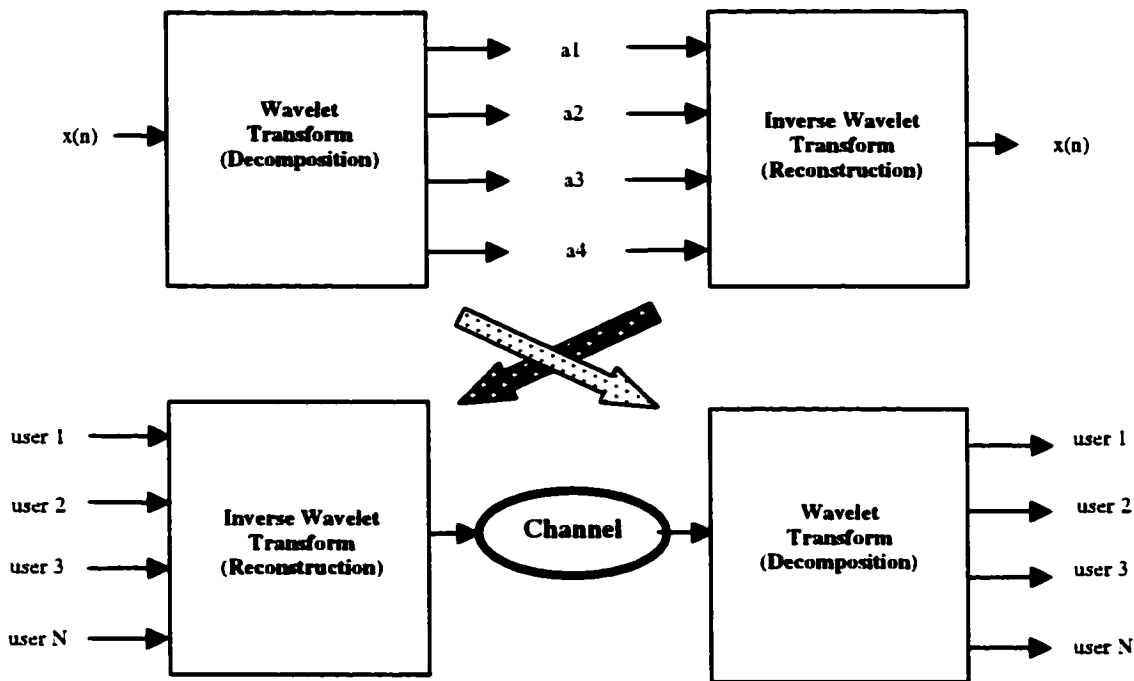 x(n)
Wavelet
Transform
(Decomposition)
a1
a2
a3
a4
Inverse Wavelet
Transform
(Reconstruction)
x(n)
user 1
user 2
user 3
user N
Inverse Wavelet
Transform
(Reconstruction)
Channel
Wavelet
Transform
(Decomposition)
user 1
user 2
user 3
user N